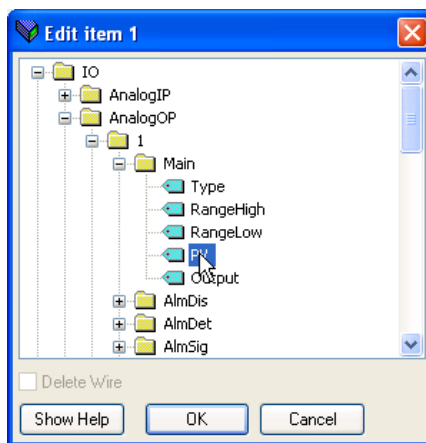 Edit item 1
IO
AnalogIP
AnalogOP
1
Main
Type
RangeHigh
RangeLow
PV
Output
AlmDis
AlmDet
AlmSig
Delete Wire
Show Help OK Cancel